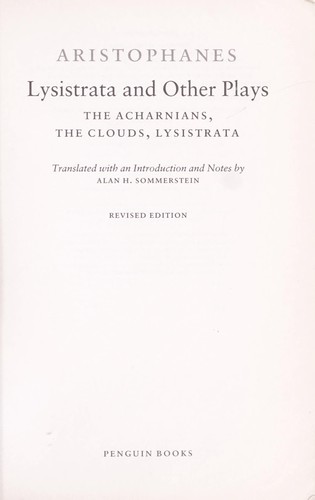 ARISTOPHANES
Lysistrata and Other Plays
THE ACHARNIANS,
THE CLOUDS, LYSISTRATA
Translated with an Introduction and Notes by
ALAN H. SOMMERSTEIN
REVISED EDITION
PENGUIN BOOKS